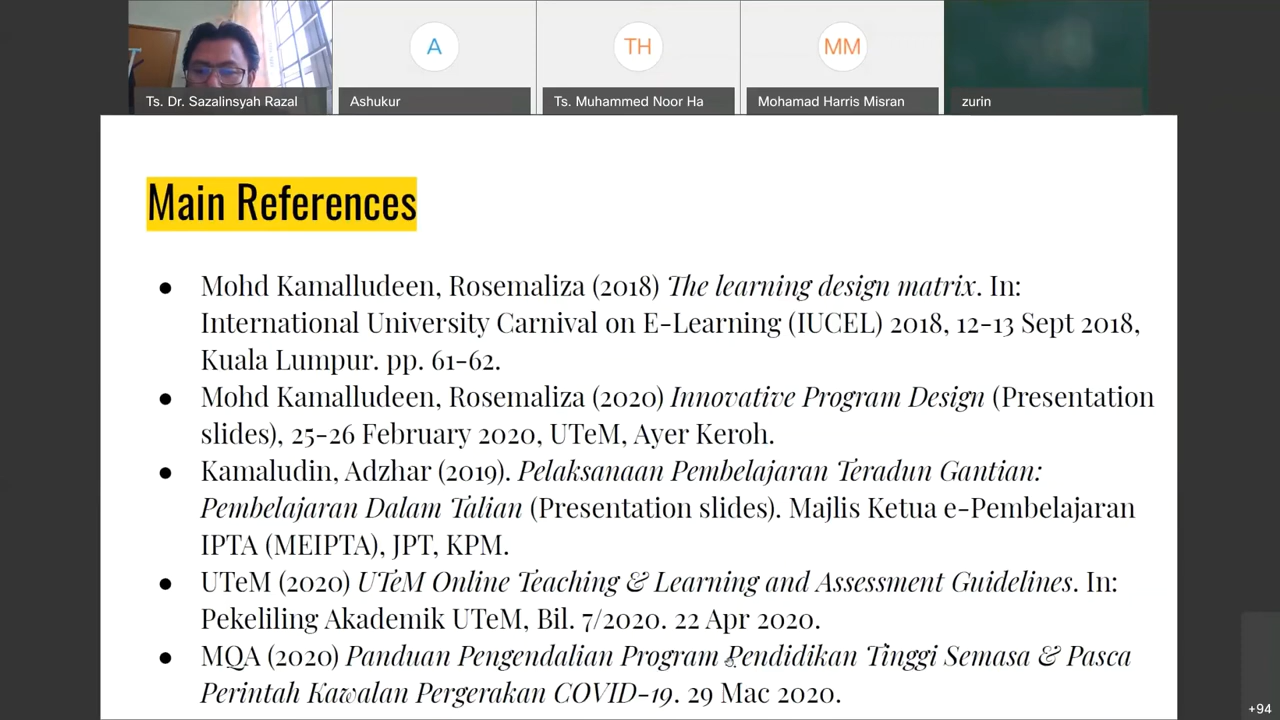 A
TH
MM
Ts. Dr. Sazalinsyah Razal
Ashukur
Ts. Muhammed Noor Ha
Mohamad Harris Misran
zurin
Main References
● Mohd Kamalludeen, Rosemaliza (2018) The learning design matrix. In:
International University Carnival on E-Learning (IUCEL) 2018, 12-13 Sept 2018,
Kuala Lumpur. pp. 61-62.
● Mohd Kamalludeen, Rosemaliza (2020) Innovative Program Design (Presentation
slides), 25-26 February 2020, UTeM, Ayer Keroh.
● Kamaludin, Adzhar (2019). Pelaksanaan Pembelajaran Teradun Gantian:
Pembelajaran Dalam Talian (Presentation slides). Majlis Ketua e-Pembelajaran
IPTA (MEIPTA), JPT, KPM.
● UTeM (2020) UTeM Online Teaching & Learning and Assessment Guidelines. In:
Pekeliling Akademik UTeM, Bil. 7/2020. 22 Apr 2020.
● MQA (2020) Panduan Pengendalian Program Pendidikan Tinggi Semasa & Pasca
Perintah Kawalan Pergerakan COVID-19. 29 Mac 2020.
+94